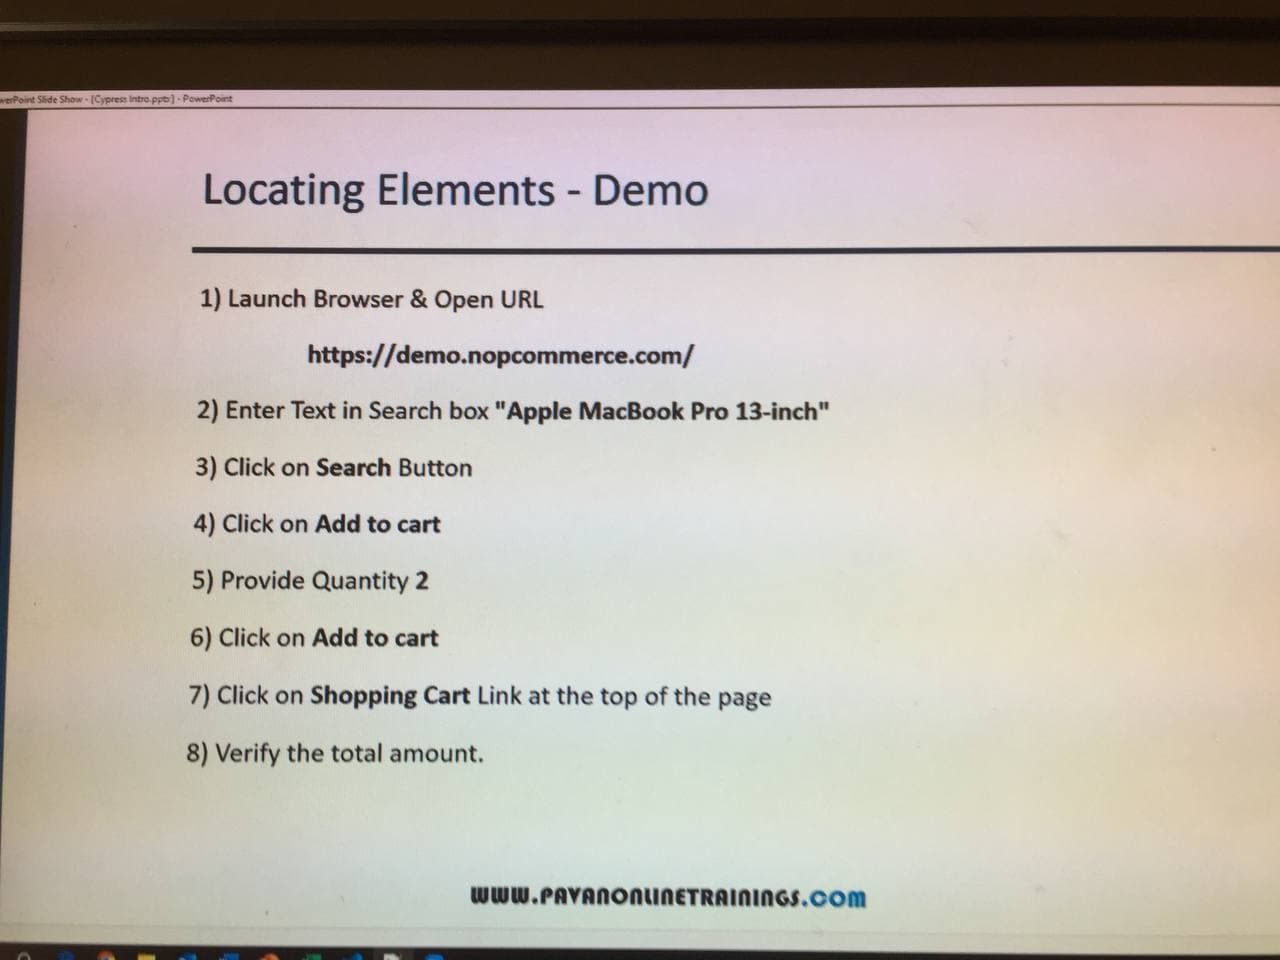 werPoint Slide Show - [Cypress Intro.pptx] - PowerPoint
Locating Elements - Demo
1) Launch Browser & Open URL
https://demo.nopcommerce.com/
2) Enter Text in Search box "Apple MacBook Pro 13-inch"
3) Click on Search Button
4) Click on Add to cart
5) Provide Quantity 2
6) Click on Add to cart
7) Click on Shopping Cart Link at the top of the page
8) Verify the total amount.
WWW.PAVANONLINETRAININGS.COM